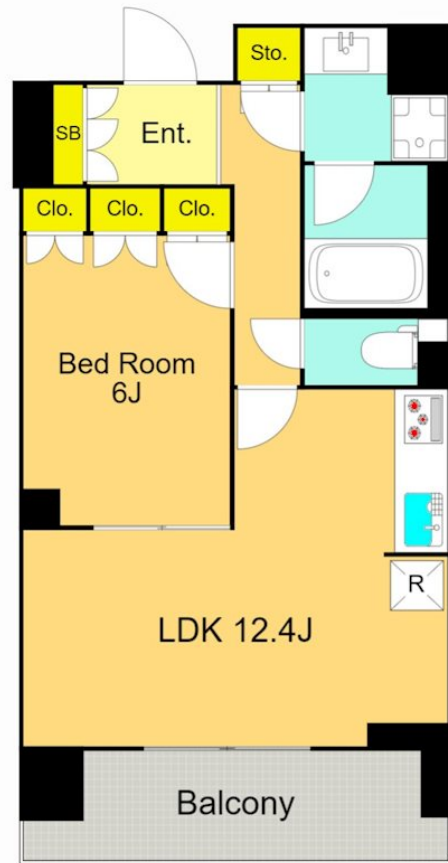 Sto.
SB
Ent.
Clo.
Clo.
Clo.
Bed Room
6J
R
LDK 12.4J
Balcony